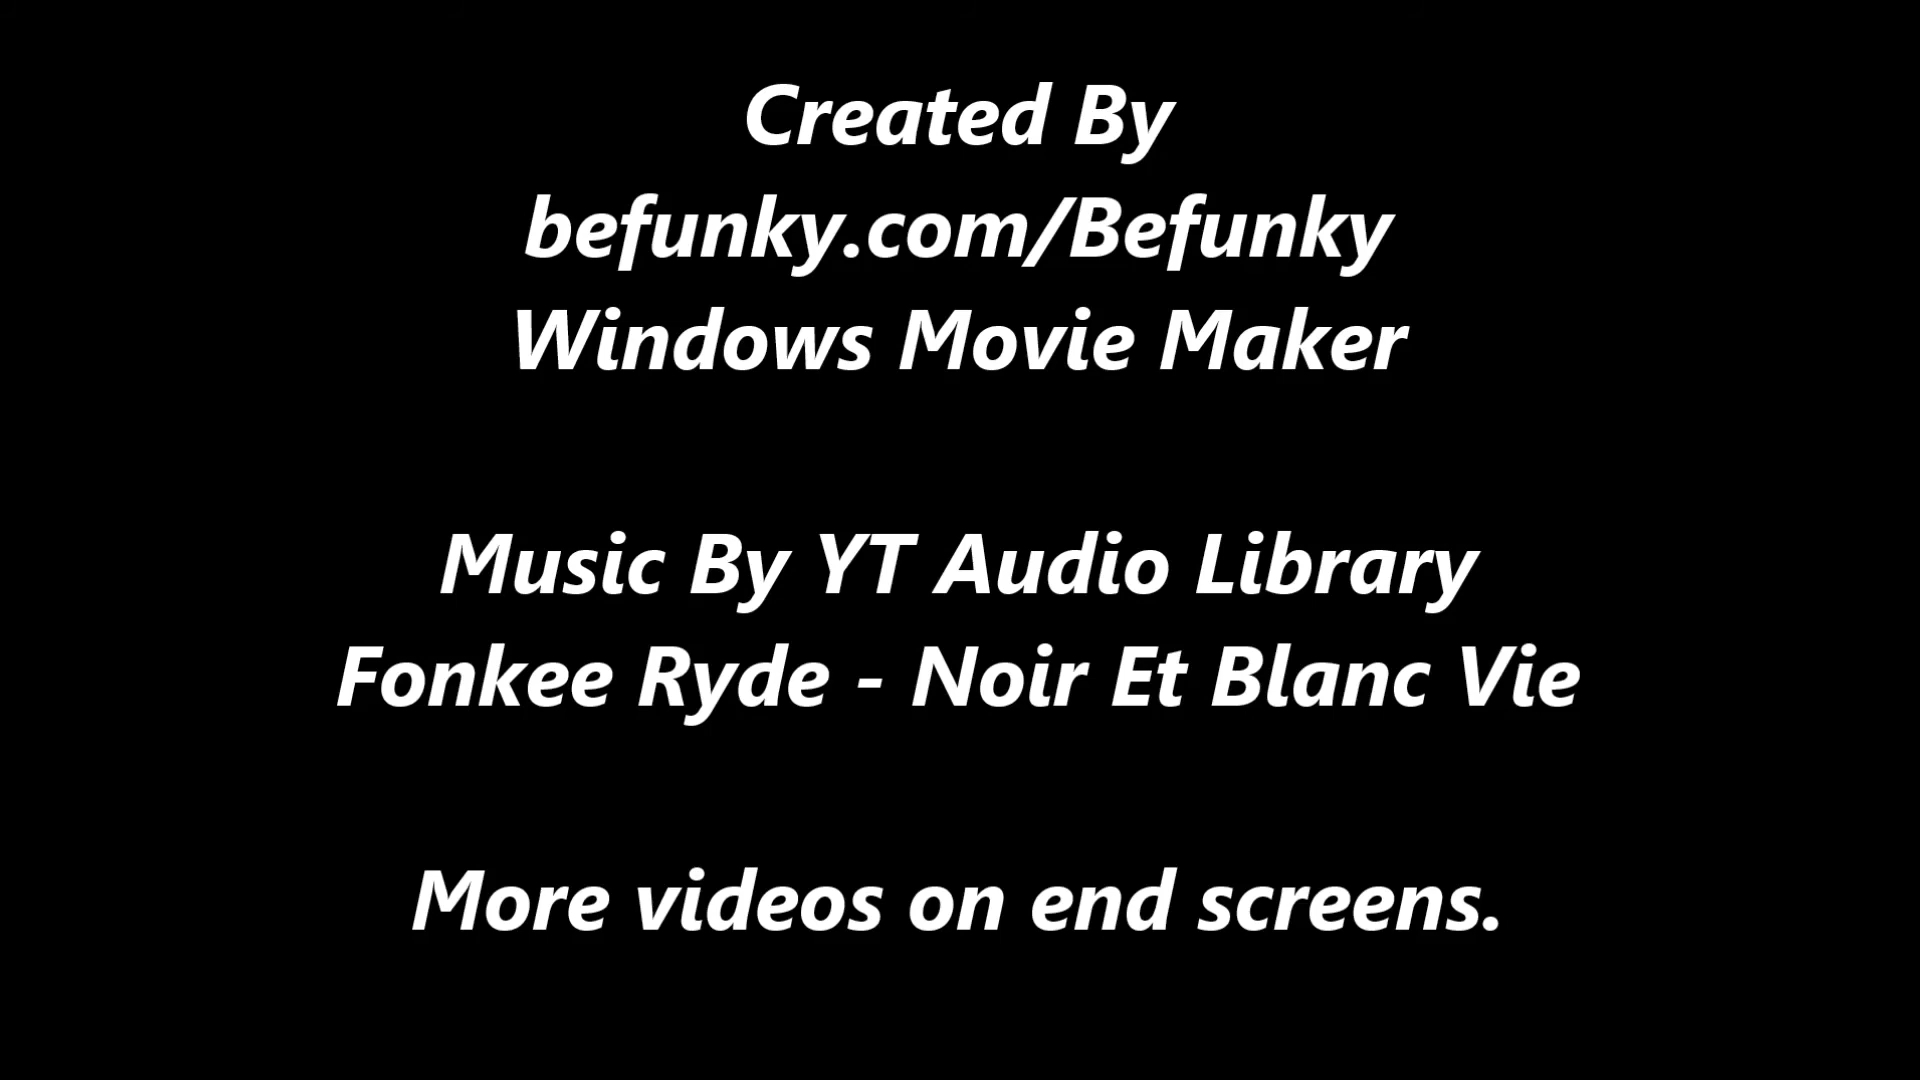 Created By
befunky.com/Befunky
Windows Movie Maker
Music By YT Audio Library
Fonkee Ryde - Noir Et Blanc Vie
More videos on end screens.